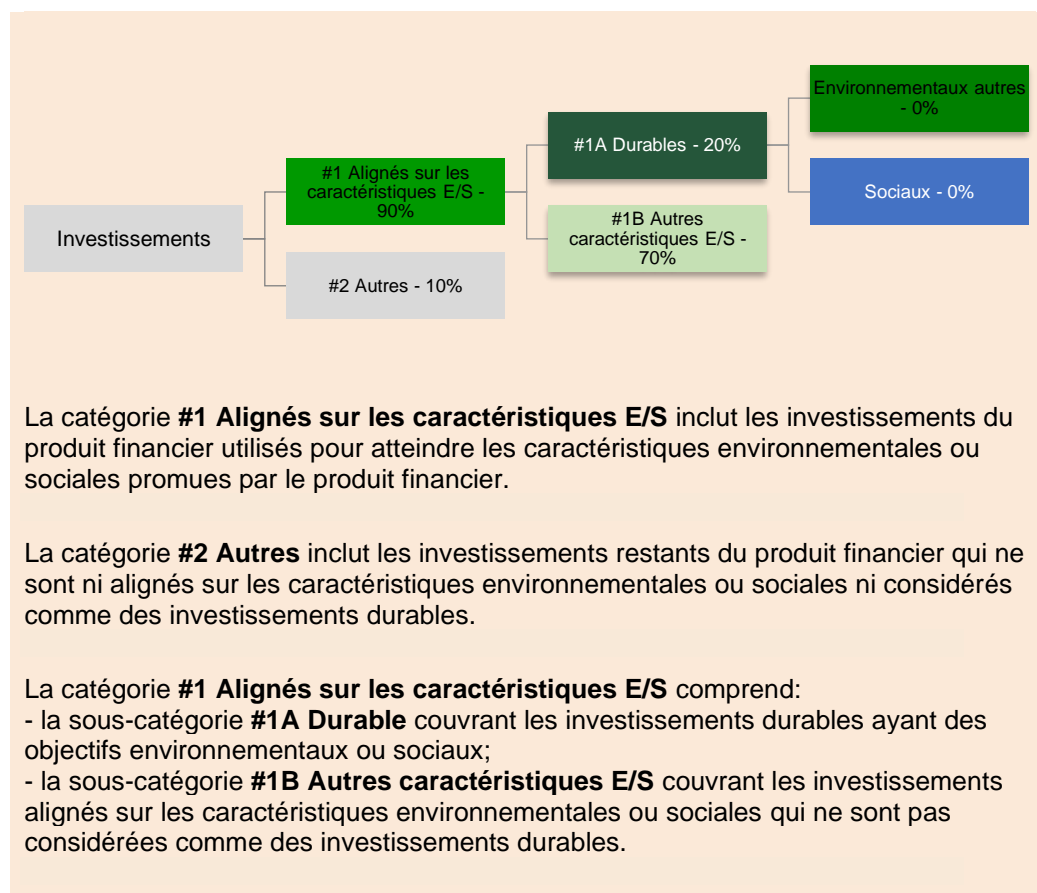 Environnementaux autres
- 0%
#1A Durables - 20%
#1 Alignés sur les
caractéristiques E/S -
90%
Sociaux - 0%
Investissements
#1B Autres
caractéristiques E/S -
70%
#2 Autres - 10%
La catégorie #1 Alignés sur les caractéristiques E/S inclut les investissements du
produit financier utilisés pour atteindre les caractéristiques environnementales ou
sociales promues par le produit financier.
La catégorie #2 Autres inclut les investissements restants du produit financier qui ne
sont ni alignés sur les caractéristiques environnementales ou sociales ni considérés
comme des investissements durables.
La catégorie #1 Alignés sur les caractéristiques E/S comprend:
- la sous-catégorie #1A Durable couvrant les investissements durables ayant des
objectifs environnementaux ou sociaux;
- la sous-catégorie #1B Autres caractéristiques E/S couvrant les investissements
alignés sur les caractéristiques environnementales ou sociales qui ne sont pas
considérées comme des investissements durables.